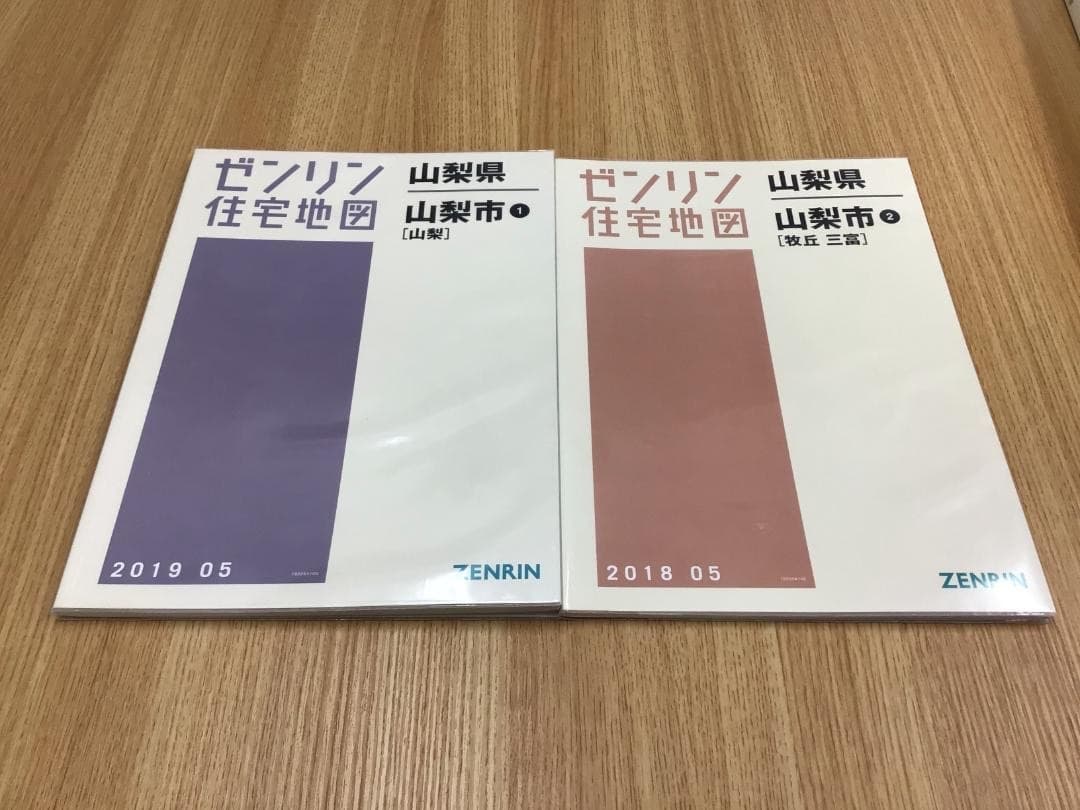 ゼンリン
住宅地図
山梨県
山梨市❶
[山梨]
2019 05
ZENRIN
ゼンリン
住宅地図
山梨県
山梨市❷
[牧丘 三富]
2018 05
ZENRIN